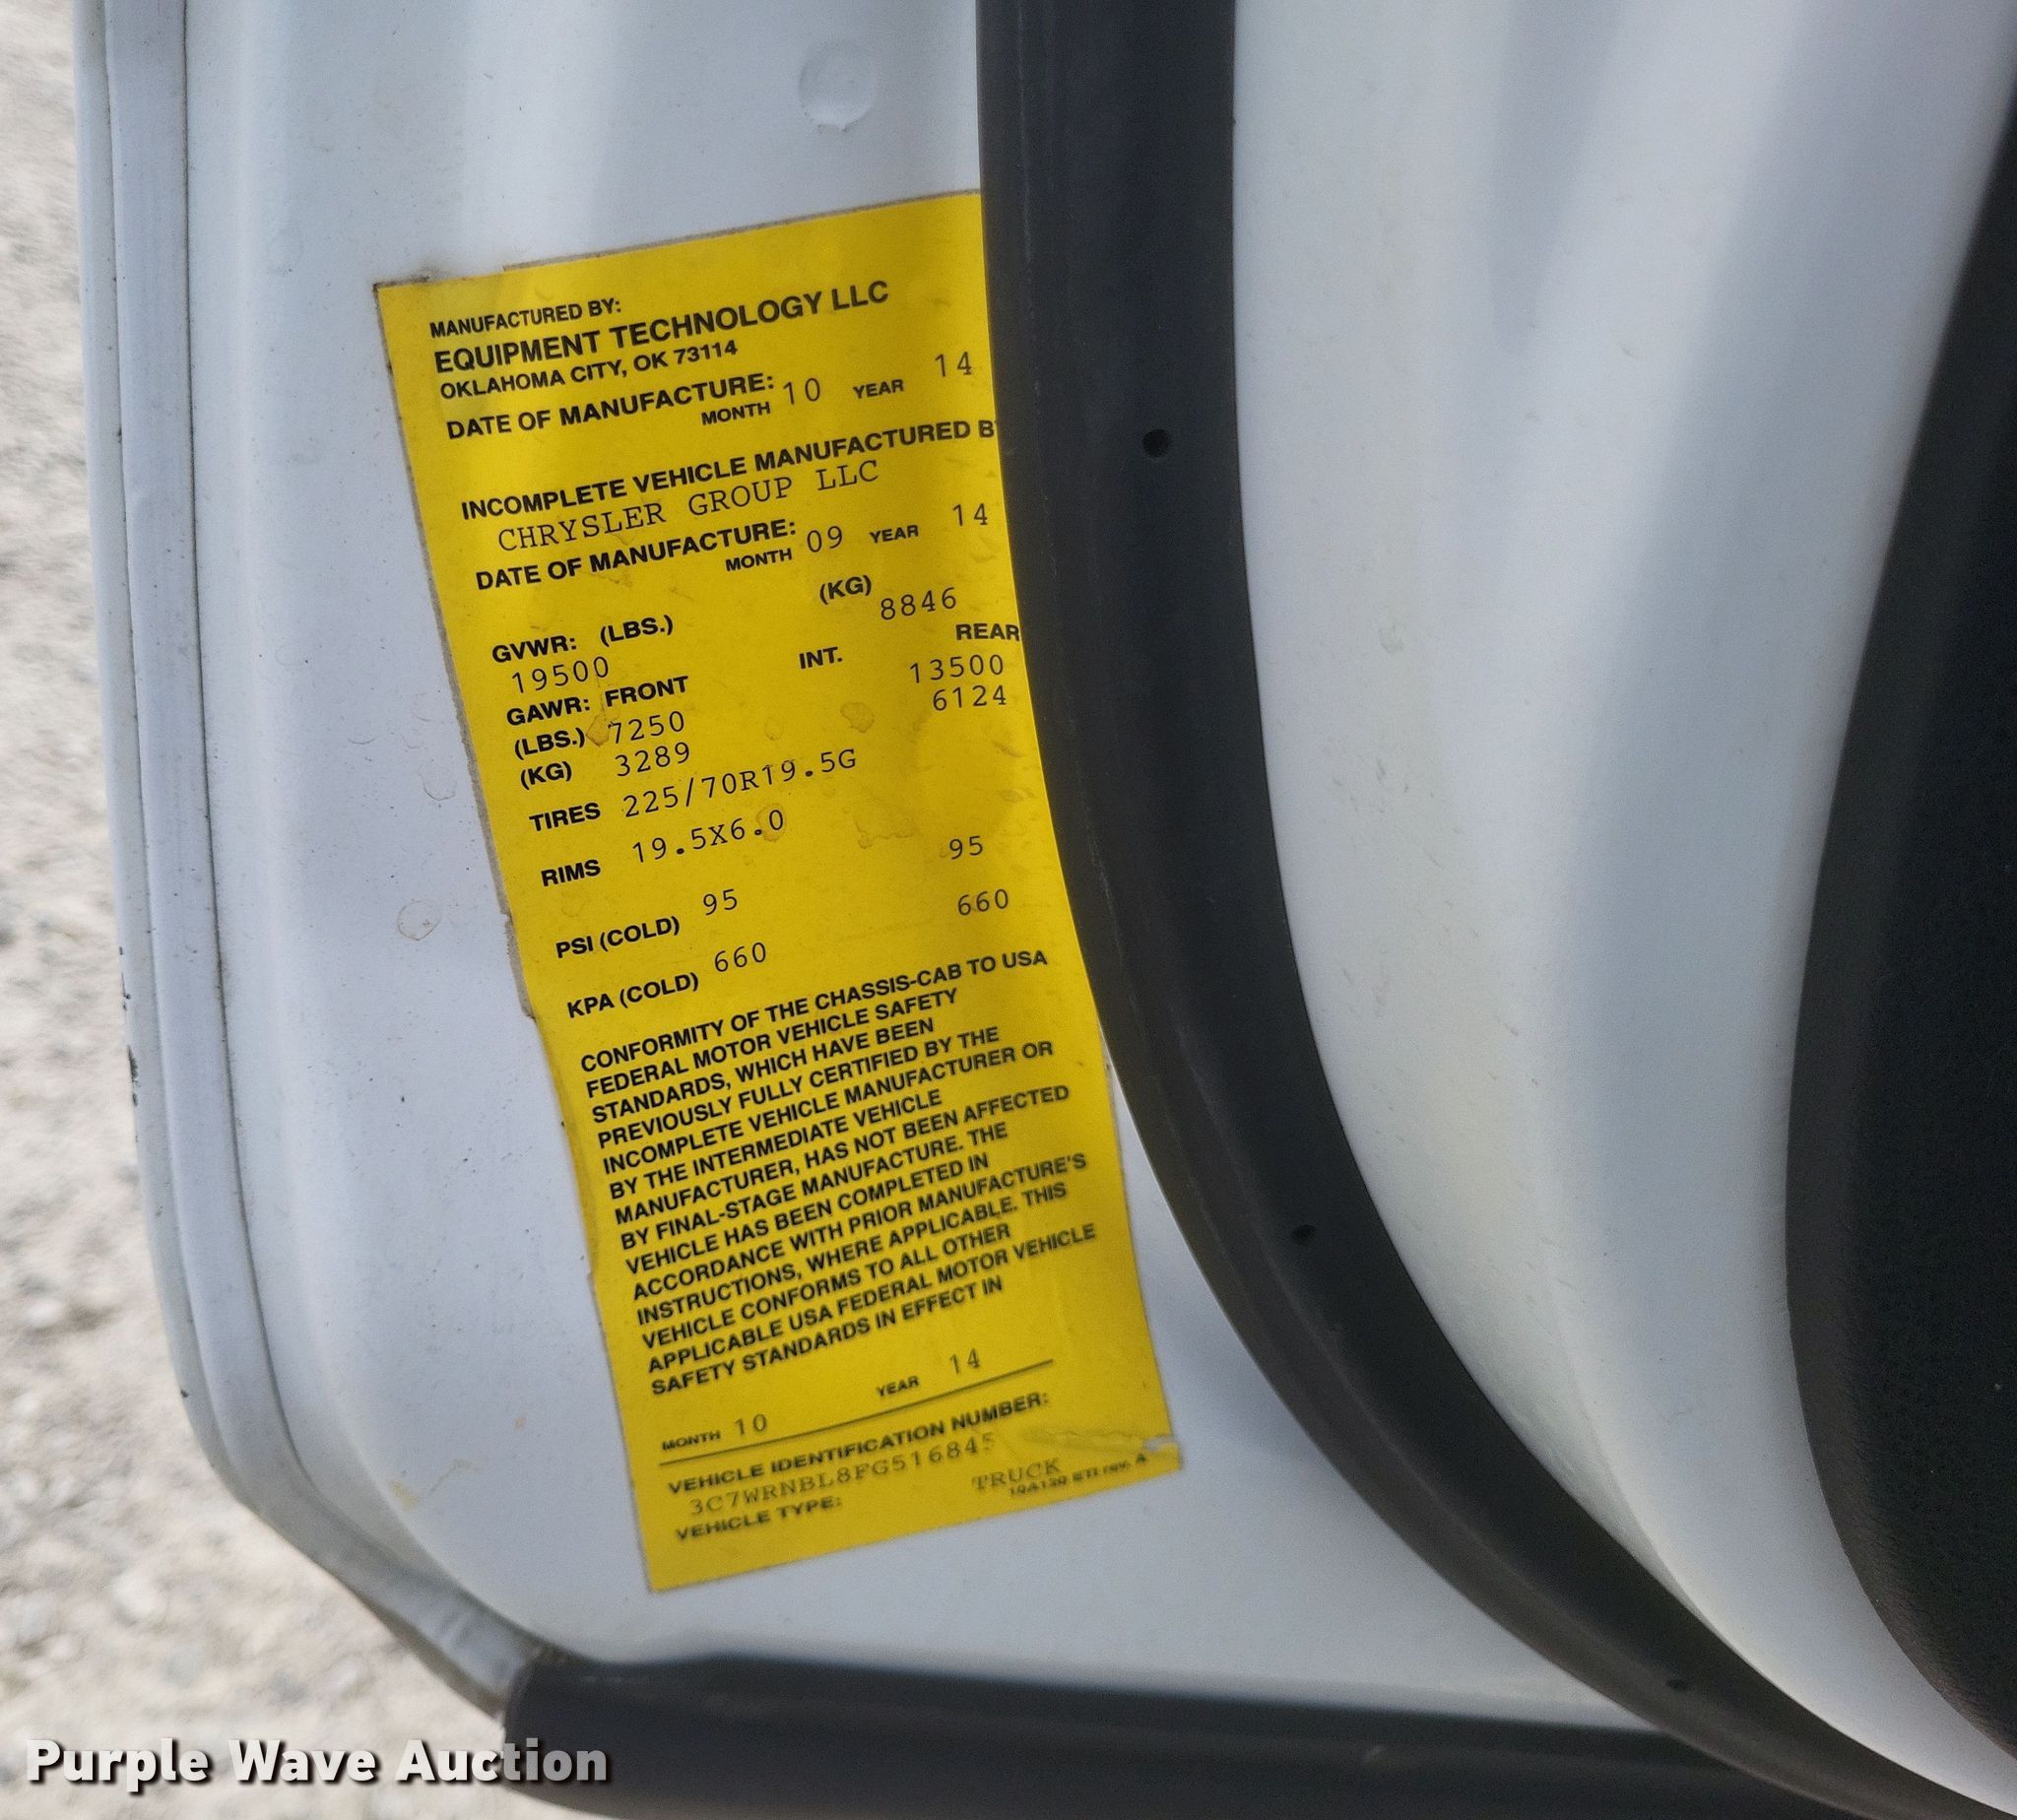 MANUFACTURED BY:
EQUIPMENT TECHNOLOGY LLC
OKLAHOMA CITY, OK 73114
DATE OF MANUFACTURE: MONTH 10 YEAR 14
INCOMPLETE VEHICLE MANUFACTURED B
CHRYSLER GROUP LLC
DATE OF MANUFACTURE: MONTH 09 YEAR 14
GVWR: (LBS.) (KG)
19500 8846
GAWR: FRONT INT. REAR
(LBS.) 7250 13500
(KG) 3289 6124
TIRES 225/70R19.5G
RIMS 19.5X6.0
PSI (COLD) 95 95
KPA (COLD) 660 660
CONFORMITY OF THE CHASSIS-CAB TO USA
FEDERAL MOTOR VEHICLE SAFETY
STANDARDS, WHICH HAVE BEEN
PREVIOUSLY FULLY CERTIFIED BY THE
INCOMPLETE VEHICLE MANUFACTURER OR
BY THE INTERMEDIATE VEHICLE
MANUFACTURER, HAS NOT BEEN AFFECTED
BY FINAL-STAGE MANUFACTURE. THE
VEHICLE HAS BEEN COMPLETED IN
ACCORDANCE WITH PRIOR MANUFACTURE'S
INSTRUCTIONS, WHERE APPLICABLE. THIS
VEHICLE CONFORMS TO ALL OTHER
APPLICABLE USA FEDERAL MOTOR VEHICLE
SAFETY STANDARDS IN EFFECT IN
MONTH 10 YEAR 14
VEHICLE IDENTIFICATION NUMBER:
3C7WRNBL8FG516845
VEHICLE TYPE: TRUCK
Purple Wave Auction